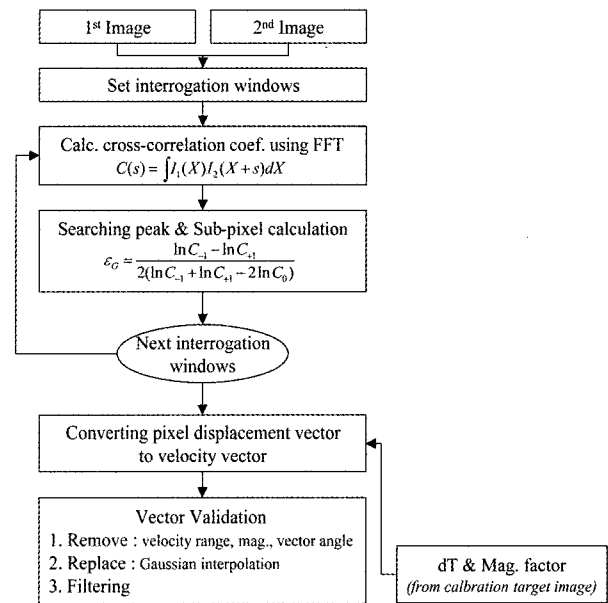 1st Image
2nd Image
Set interrogation windows
Calc. cross-correlation coef. using FFT
C(s) = ∫I₁(X)I₂(X+s)dX
Searching peak & Sub-pixel calculation
ε_G ≃ (ln C₋₁ − ln C₊₁) / (2(ln C₋₁ + ln C₊₁ − 2 ln C₀))
Next interrogation
windows
Converting pixel displacement vector
to velocity vector
Vector Validation
1. Remove : velocity range, mag., vector angle
2. Replace : Gaussian interpolation
3. Filtering
dT & Mag. factor
(from calbration target image)